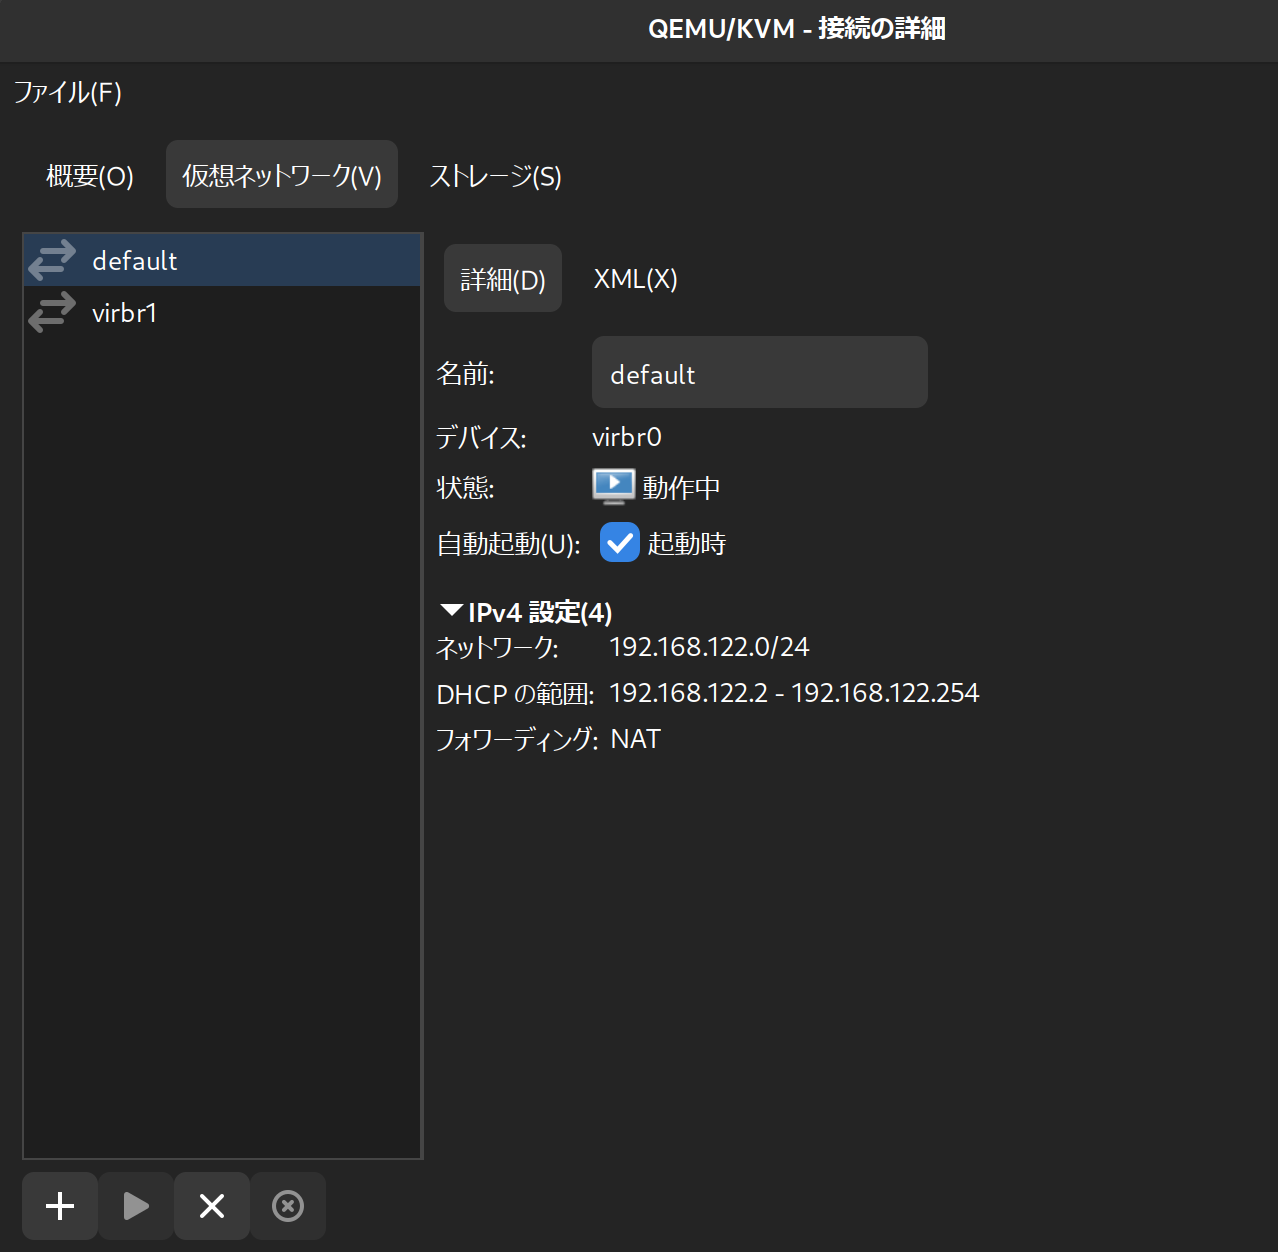 QEMU/KVM - 接続の詳細
ファイル(F)
概要(O) 仮想ネットワーク(V) ストレージ(S)
default
virbr1
詳細(D) XML(X)
名前: default
デバイス: virbr0
状態: 動作中
自動起動(U): 起動時
IPv4 設定(4)
ネットワーク: 192.168.122.0/24
DHCP の範囲: 192.168.122.2 - 192.168.122.254
フォワーディング: NAT